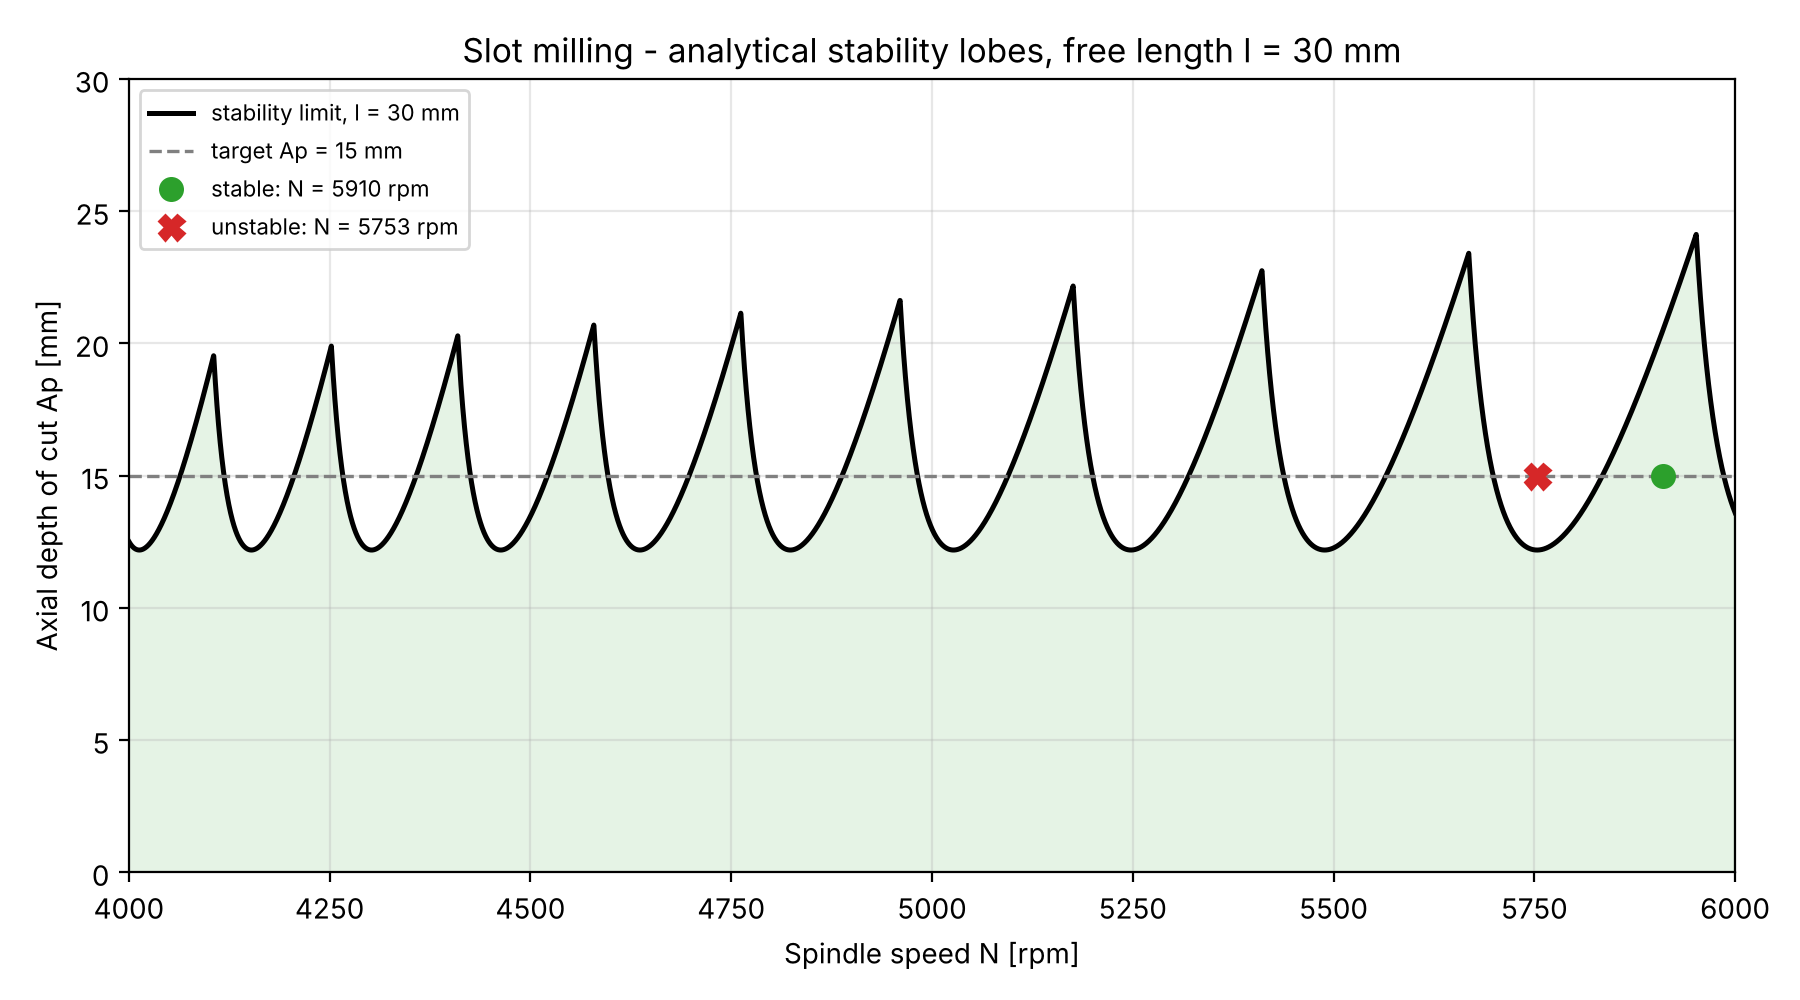 Slot milling - analytical stability lobes, free length l = 30 mm
stability limit, l = 30 mm
target Ap = 15 mm
stable: N = 5910 rpm
unstable: N = 5753 rpm
Axial depth of cut Ap [mm]
30
25
20
15
10
5
0
4000 4250 4500 4750 5000 5250 5500 5750 6000
Spindle speed N [rpm]